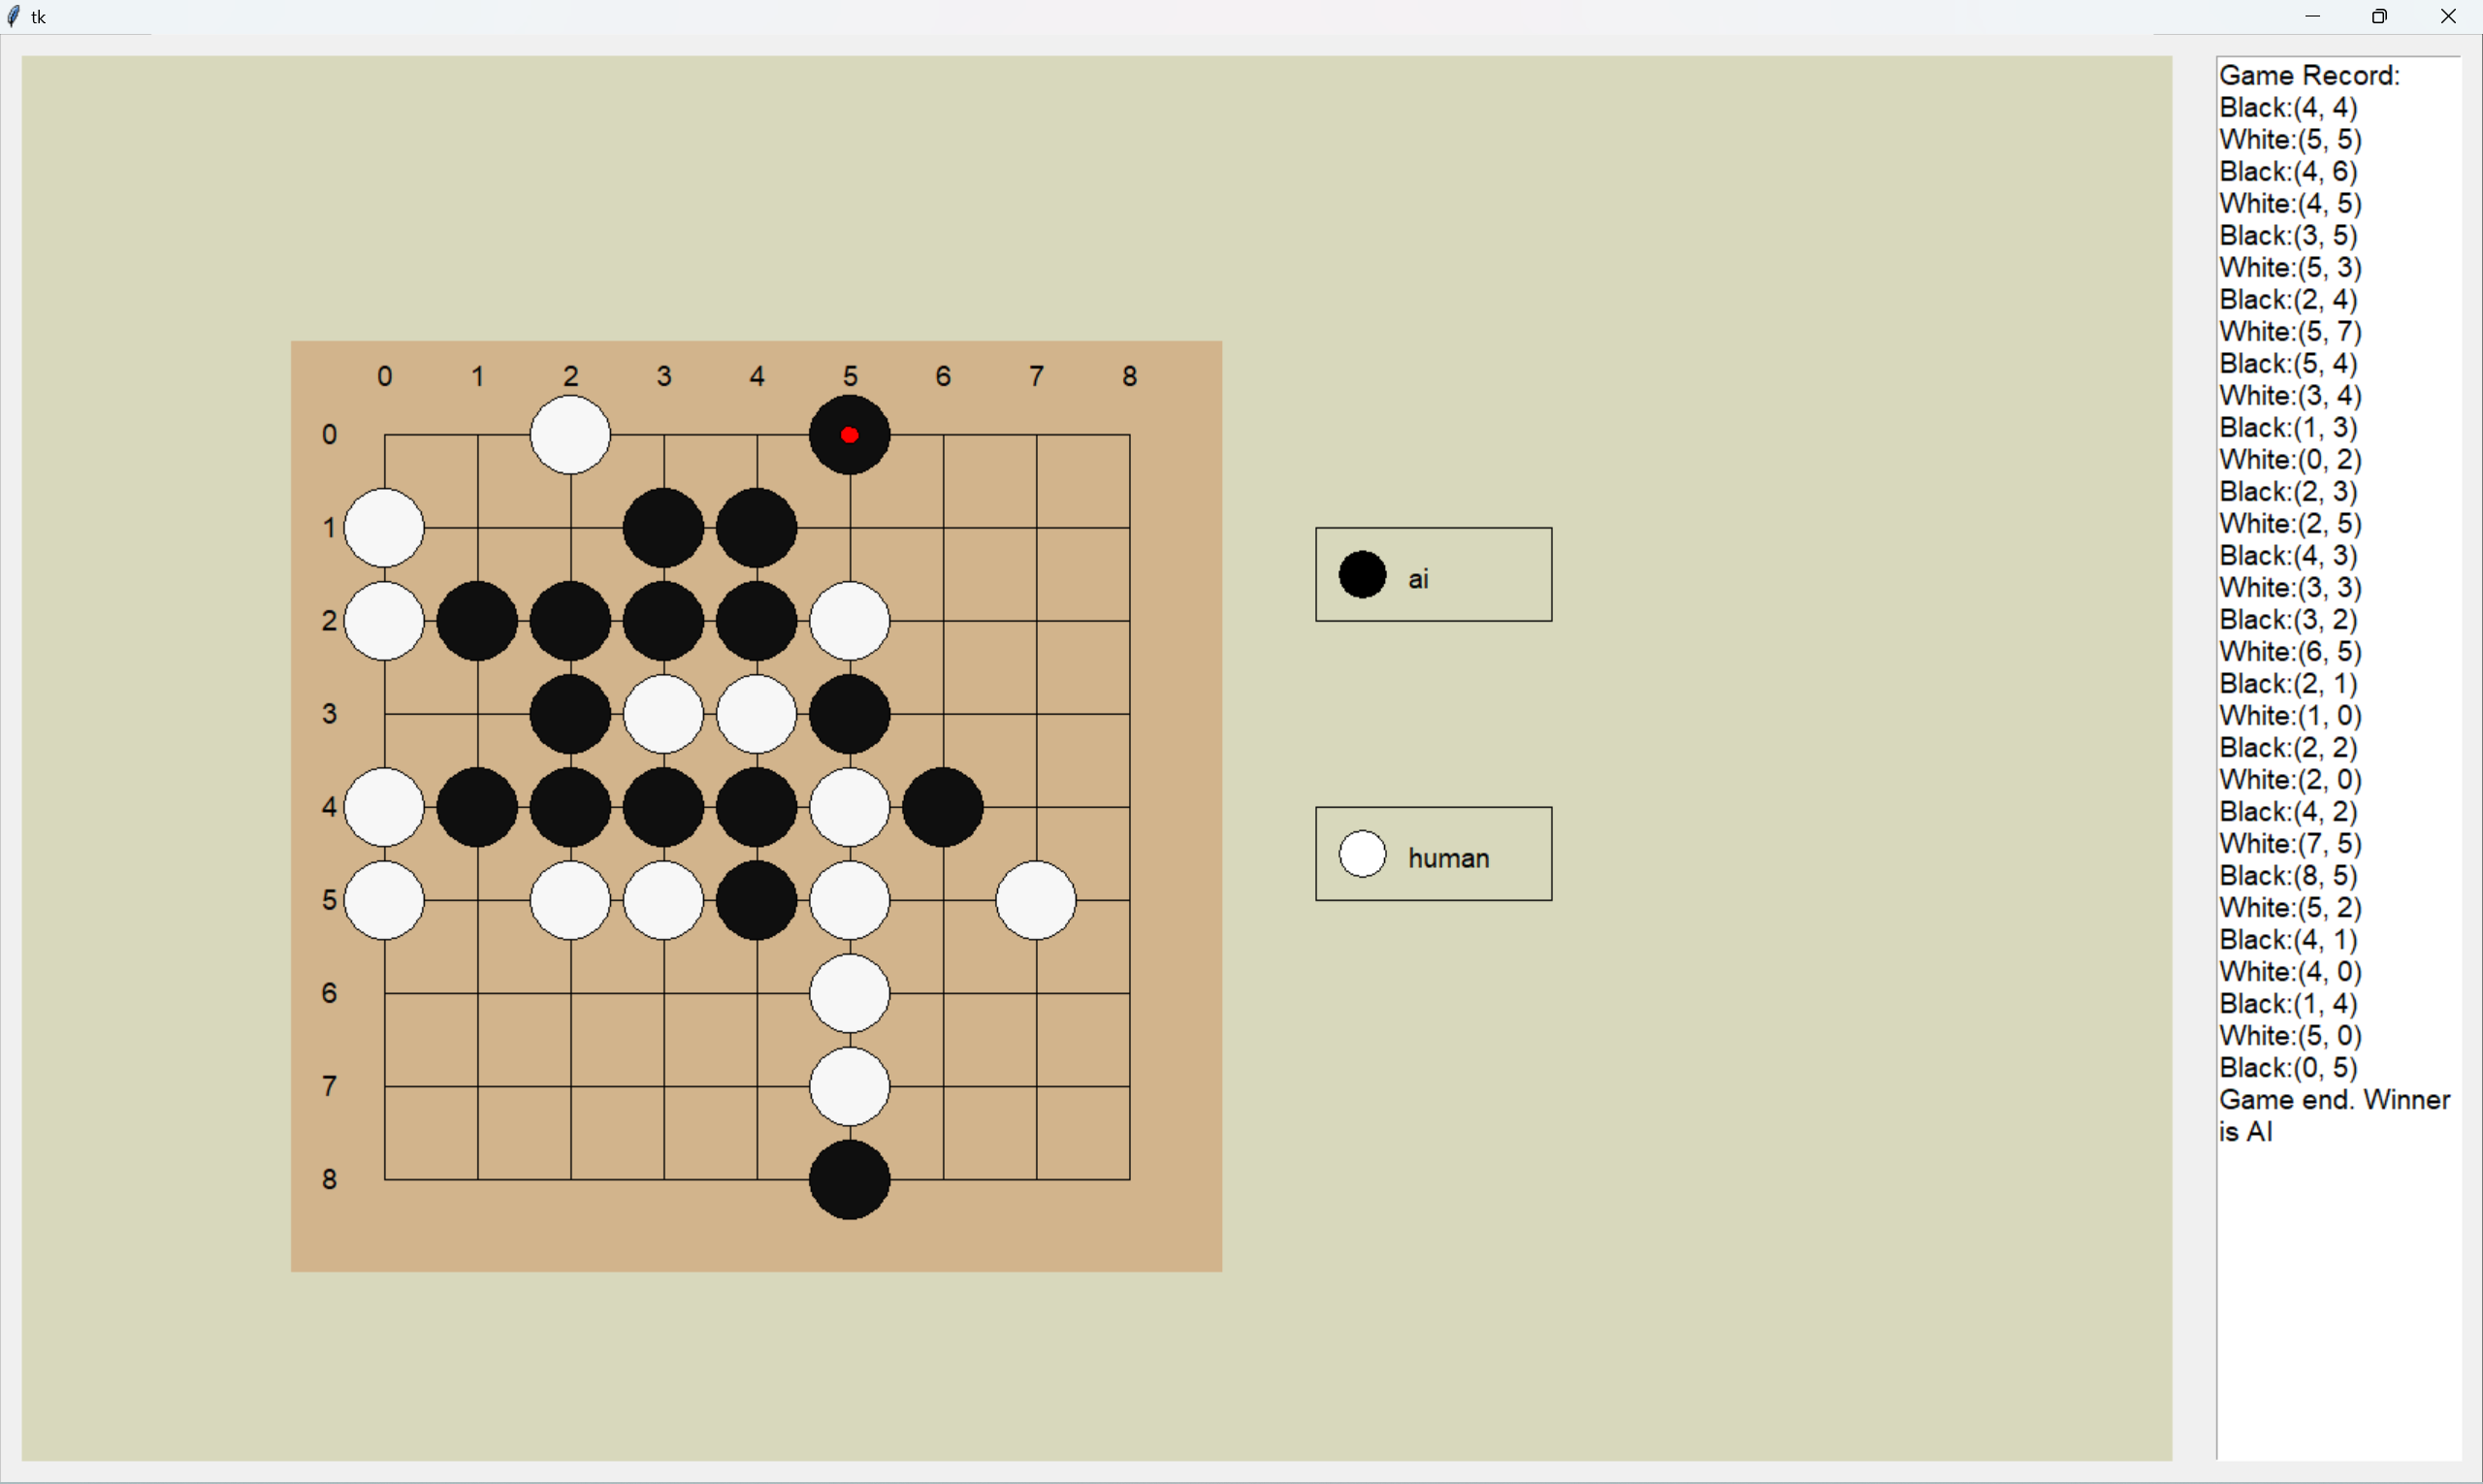 tk
0 1 2 3 4 5 6 7 8
0
1
2
3
4
5
6
7
8
ai
human
Game Record:
Black:(4, 4)
White:(5, 5)
Black:(4, 6)
White:(4, 5)
Black:(3, 5)
White:(5, 3)
Black:(2, 4)
White:(5, 7)
Black:(5, 4)
White:(3, 4)
Black:(1, 3)
White:(0, 2)
Black:(2, 3)
White:(2, 5)
Black:(4, 3)
White:(3, 3)
Black:(3, 2)
White:(6, 5)
Black:(2, 1)
White:(1, 0)
Black:(2, 2)
White:(2, 0)
Black:(4, 2)
White:(7, 5)
Black:(8, 5)
White:(5, 2)
Black:(4, 1)
White:(4, 0)
Black:(1, 4)
White:(5, 0)
Black:(0, 5)
Game end. Winner
is AI